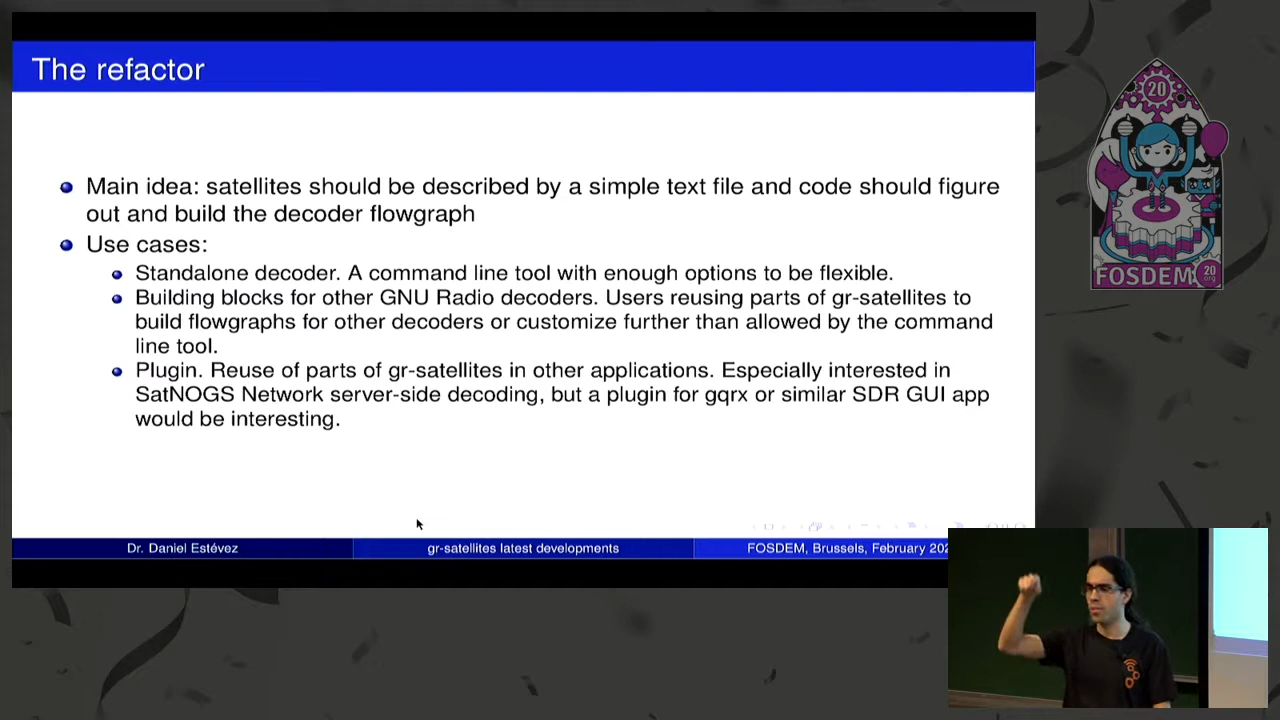 The refactor
Main idea: satellites should be described by a simple text file and code should figure
out and build the decoder flowgraph
Use cases:
Standalone decoder. A command line tool with enough options to be flexible.
Building blocks for other GNU Radio decoders. Users reusing parts of gr-satellites to
build flowgraphs for other decoders or customize further than allowed by the command
line tool.
Plugin. Reuse of parts of gr-satellites in other applications. Especially interested in
SatNOGS Network server-side decoding, but a plugin for gqrx or similar SDR GUI app
would be interesting.
Dr. Daniel Estévez
gr-satellites latest developments
FOSDEM, Brussels, February 202
20
FOSDEM
20
.org